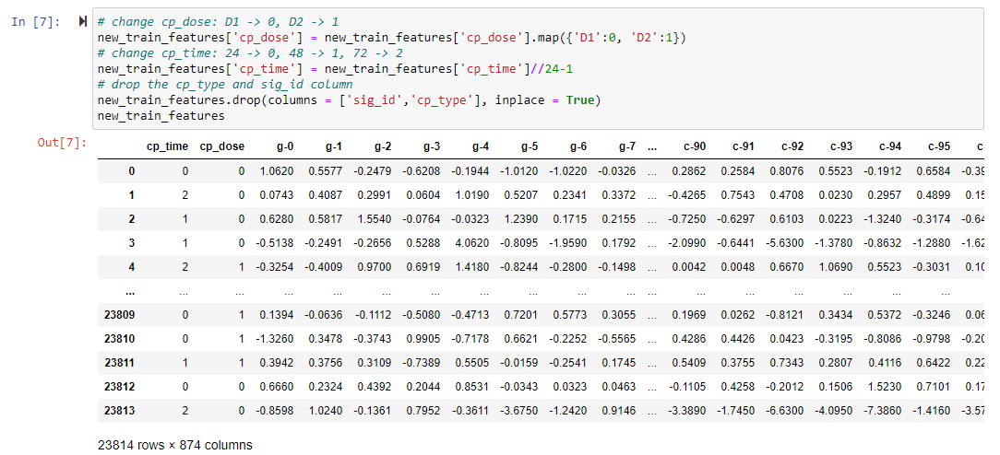 In [7]:
# change cp_dose: D1 -> 0, D2 -> 1
new_train_features['cp_dose'] = new_train_features['cp_dose'].map({'D1':0, 'D2':1})
# change cp_time: 24 -> 0, 48 -> 1, 72 -> 2
new_train_features['cp_time'] = new_train_features['cp_time']//24-1
# drop the cp_type and sig_id column
new_train_features.drop(columns = ['sig_id','cp_type'], inplace = True)
new_train_features
Out[7]:
cp_time cp_dose g-0 g-1 g-2 g-3 g-4 g-5 g-6 g-7 ... c-90 c-91 c-92 c-93 c-94 c-95 c-
0 0 0 1.0620 0.5577 -0.2479 -0.6208 -0.1944 -1.0120 -1.0220 -0.0326 ... 0.2862 0.2584 0.8076 0.5523 -0.1912 0.6584 -0.39
1 2 0 0.0743 0.4087 0.2991 0.0604 1.0190 0.5207 0.2341 0.3372 ... -0.4265 0.7543 0.4708 0.0230 0.2957 0.4899 0.15
2 1 0 0.6280 0.5817 1.5540 -0.0764 -0.0323 1.2390 0.1715 0.2155 ... -0.7250 -0.6297 0.6103 0.0223 -1.3240 -0.3174 -0.64
3 1 0 -0.5138 -0.2491 -0.2656 0.5288 4.0620 -0.8095 -1.9590 0.1792 ... -2.0990 -0.6441 -5.6300 -1.3780 -0.8632 -1.2880 -1.62
4 2 1 -0.3254 -0.4009 0.9700 0.6919 1.4180 -0.8244 -0.2800 -0.1498 ... 0.0042 0.0048 0.6670 1.0690 0.5523 -0.3031 0.10
... ... ... ... ... ... ... ... ... ... ... ... ... ... ... ... ... ...
23809 0 1 0.1394 -0.0636 -0.1112 -0.5080 -0.4713 0.7201 0.5773 0.3055 ... 0.1969 0.0262 -0.8121 0.3434 0.5372 -0.3246 0.06
23810 0 1 -1.3260 0.3478 -0.3743 0.9905 -0.7178 0.6621 -0.2252 -0.5565 ... 0.4286 0.4426 0.0423 -0.3195 -0.8086 -0.9798 -0.20
23811 1 1 0.3942 0.3756 0.3109 -0.7389 0.5505 -0.0159 -0.2541 0.1745 ... 0.5409 0.3755 0.7343 0.2807 0.4116 0.6422 0.22
23812 0 0 0.6660 0.2324 0.4392 0.2044 0.8531 -0.0343 0.0323 0.0463 ... -0.1105 0.4258 -0.2012 0.1506 1.5230 0.7101 0.17
23813 2 0 -0.8598 1.0240 -0.1361 0.7952 -0.3611 -3.6750 -1.2420 0.9146 ... -3.3890 -1.7450 -6.6300 -4.0950 -7.3860 -1.4160 -3.57
23814 rows × 874 columns